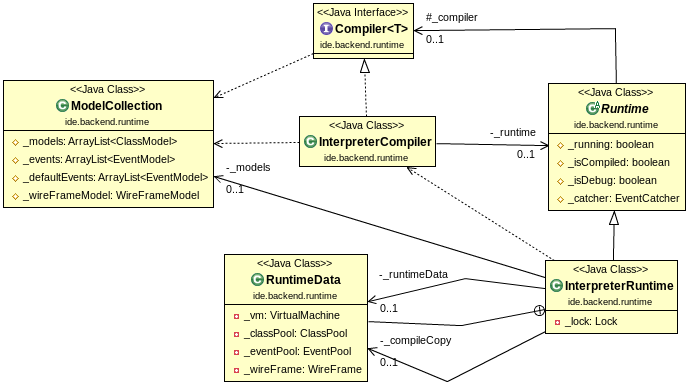 <<Java Interface>>
Compiler<T>
ide.backend.runtime
#_compiler
0..1
<<Java Class>>
ModelCollection
ide.backend.runtime
_models: ArrayList<ClassModel>
_events: ArrayList<EventModel>
_defaultEvents: ArrayList<EventModel>
_wireFrameModel: WireFrameModel
<<Java Class>>
InterpreterCompiler
ide.backend.runtime
-_runtime
0..1
<<Java Class>>
Runtime
ide.backend.runtime
_running: boolean
_isCompiled: boolean
_isDebug: boolean
_catcher: EventCatcher
-_models
0..1
<<Java Class>>
RuntimeData
ide.backend.runtime
_vm: VirtualMachine
_classPool: ClassPool
_eventPool: EventPool
_wireFrame: WireFrame
-_runtimeData
0..1
-_compileCopy
0..1
<<Java Class>>
InterpreterRuntime
ide.backend.runtime
_lock: Lock